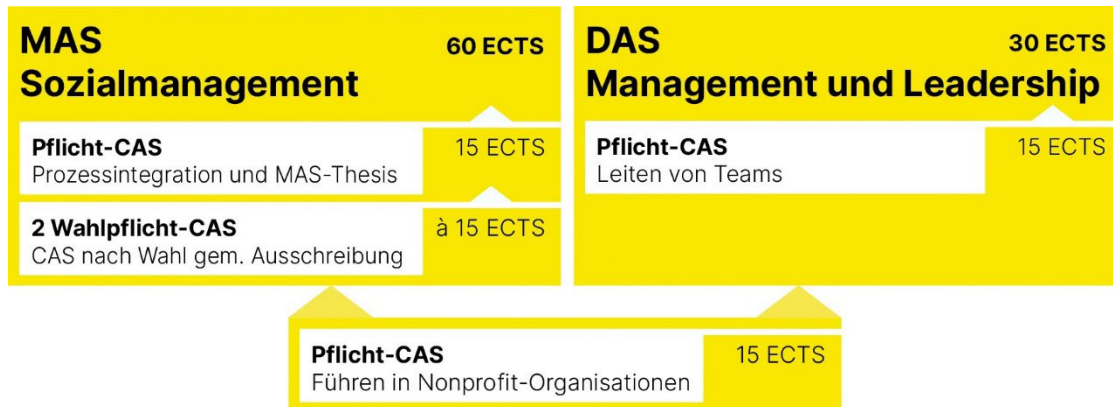 MAS
60 ECTS
Sozialmanagement
Pflicht-CAS
15 ECTS
Prozessintegration und MAS-Thesis
2 Wahlpflicht-CAS
à 15 ECTS
CAS nach Wahl gem. Ausschreibung
DAS
30 ECTS
Management und Leadership
Pflicht-CAS
15 ECTS
Leiten von Teams
Pflicht-CAS
15 ECTS
Führen in Nonprofit-Organisationen